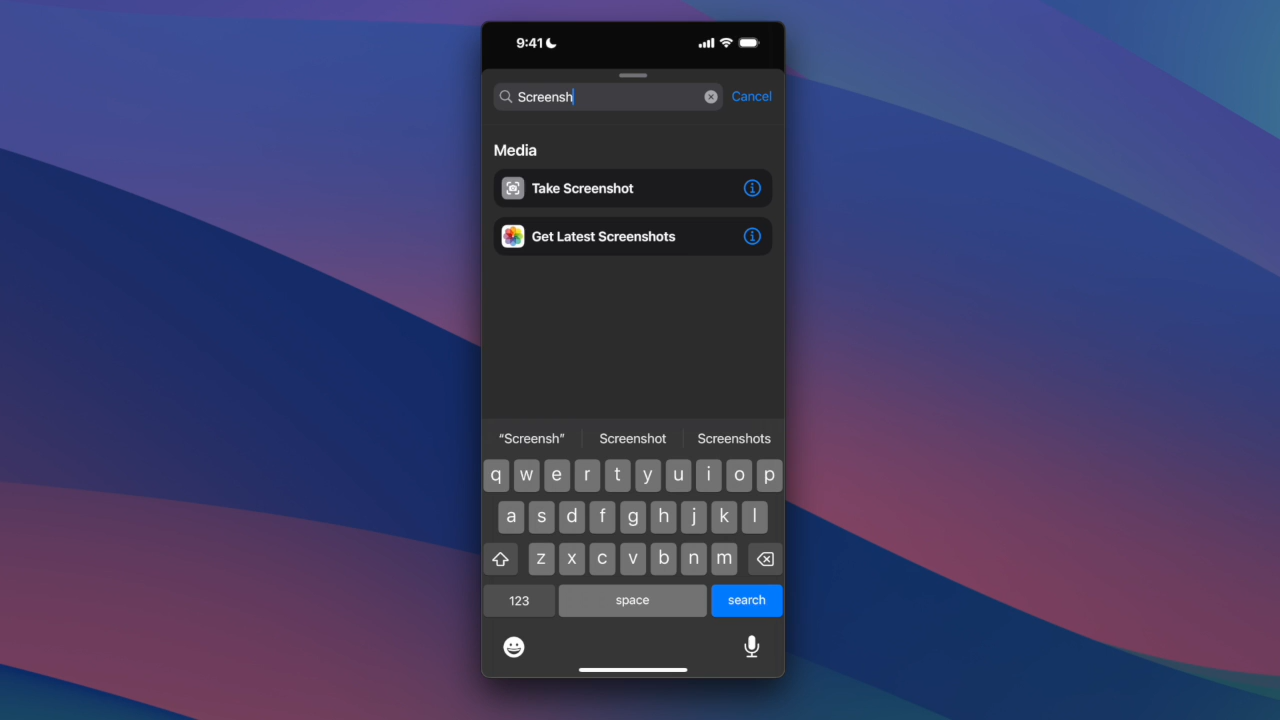 9:41
Screensh
Cancel
Media
Take Screenshot
Get Latest Screenshots
“Screensh” Screenshot Screenshots
q w e r t y u i o p
a s d f g h j k l
z x c v b n m
123 space search